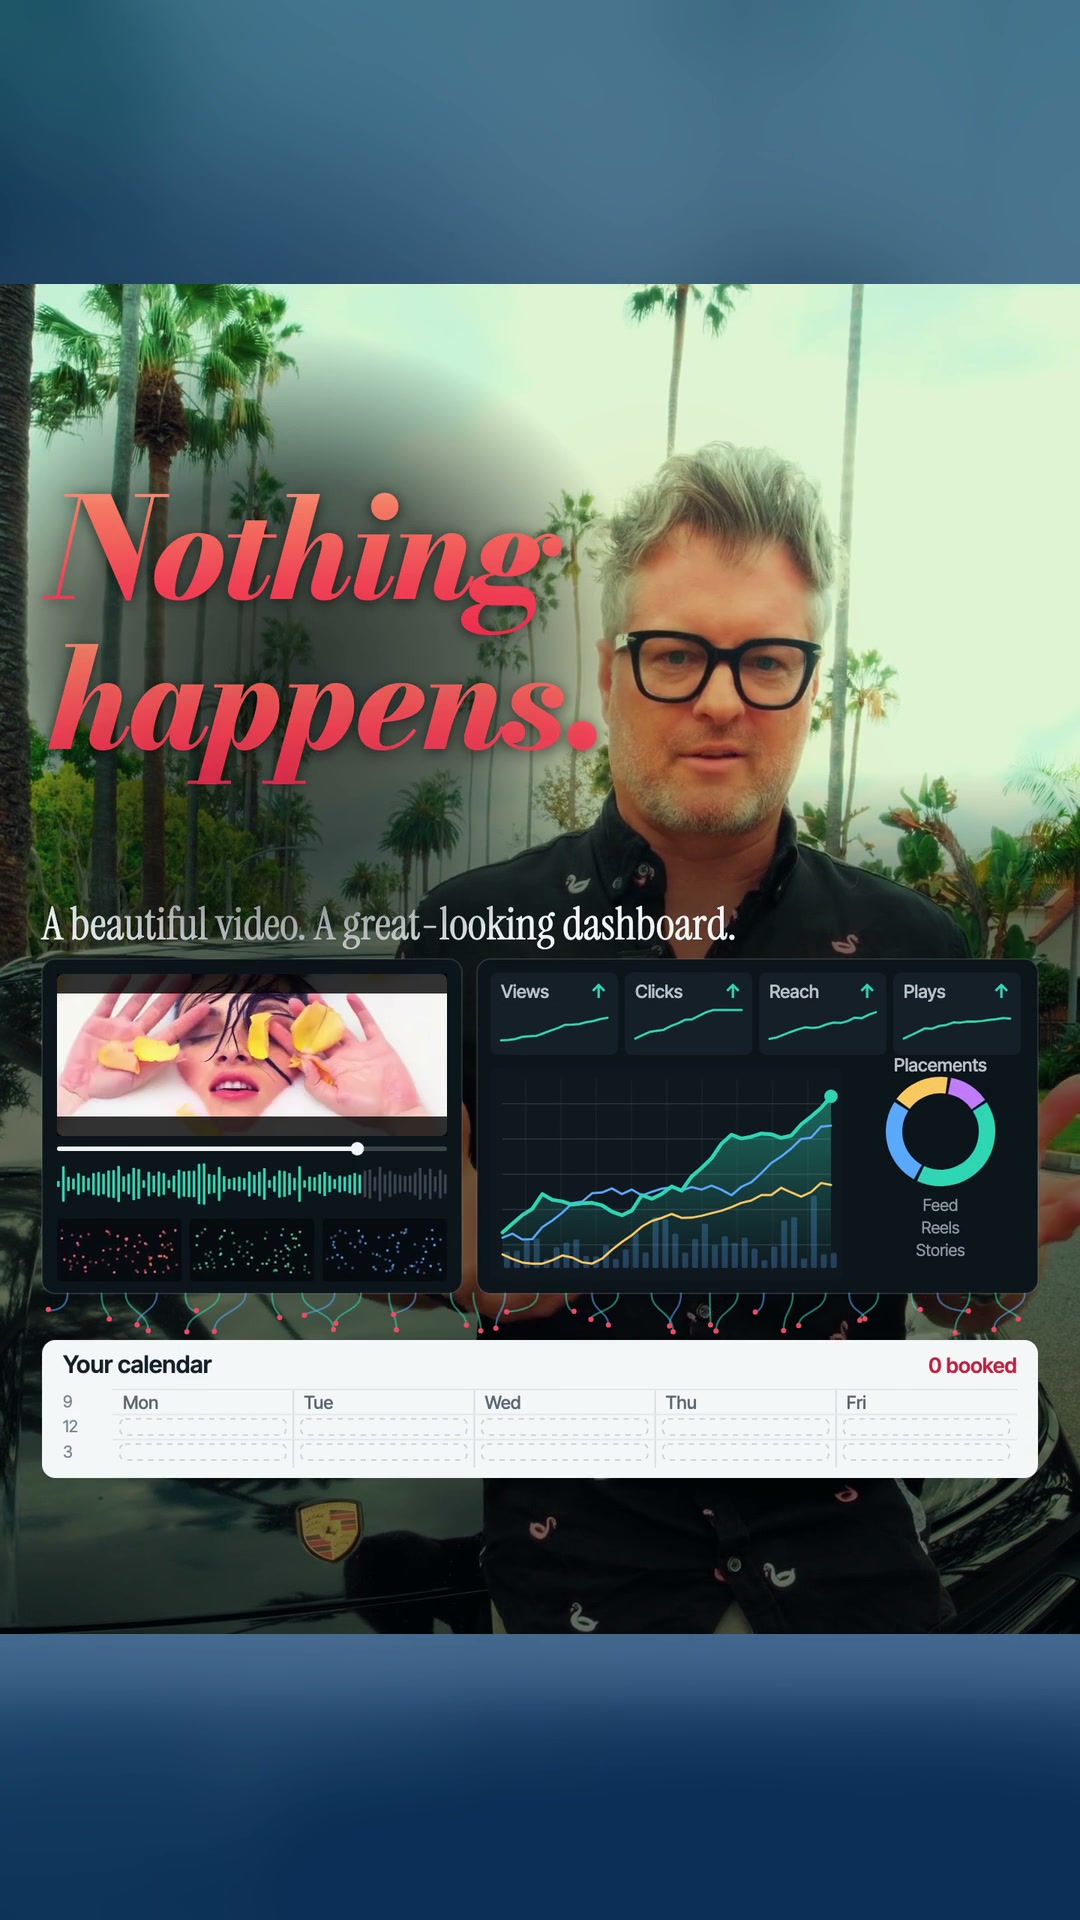 Nothing
happens.
A beautiful video. A great-looking dashboard.
Views
Clicks
Reach
Plays
Placements
Feed
Reels
Stories
Your calendar
0 booked
9
Mon
Tue
Wed
Thu
Fri
12
3